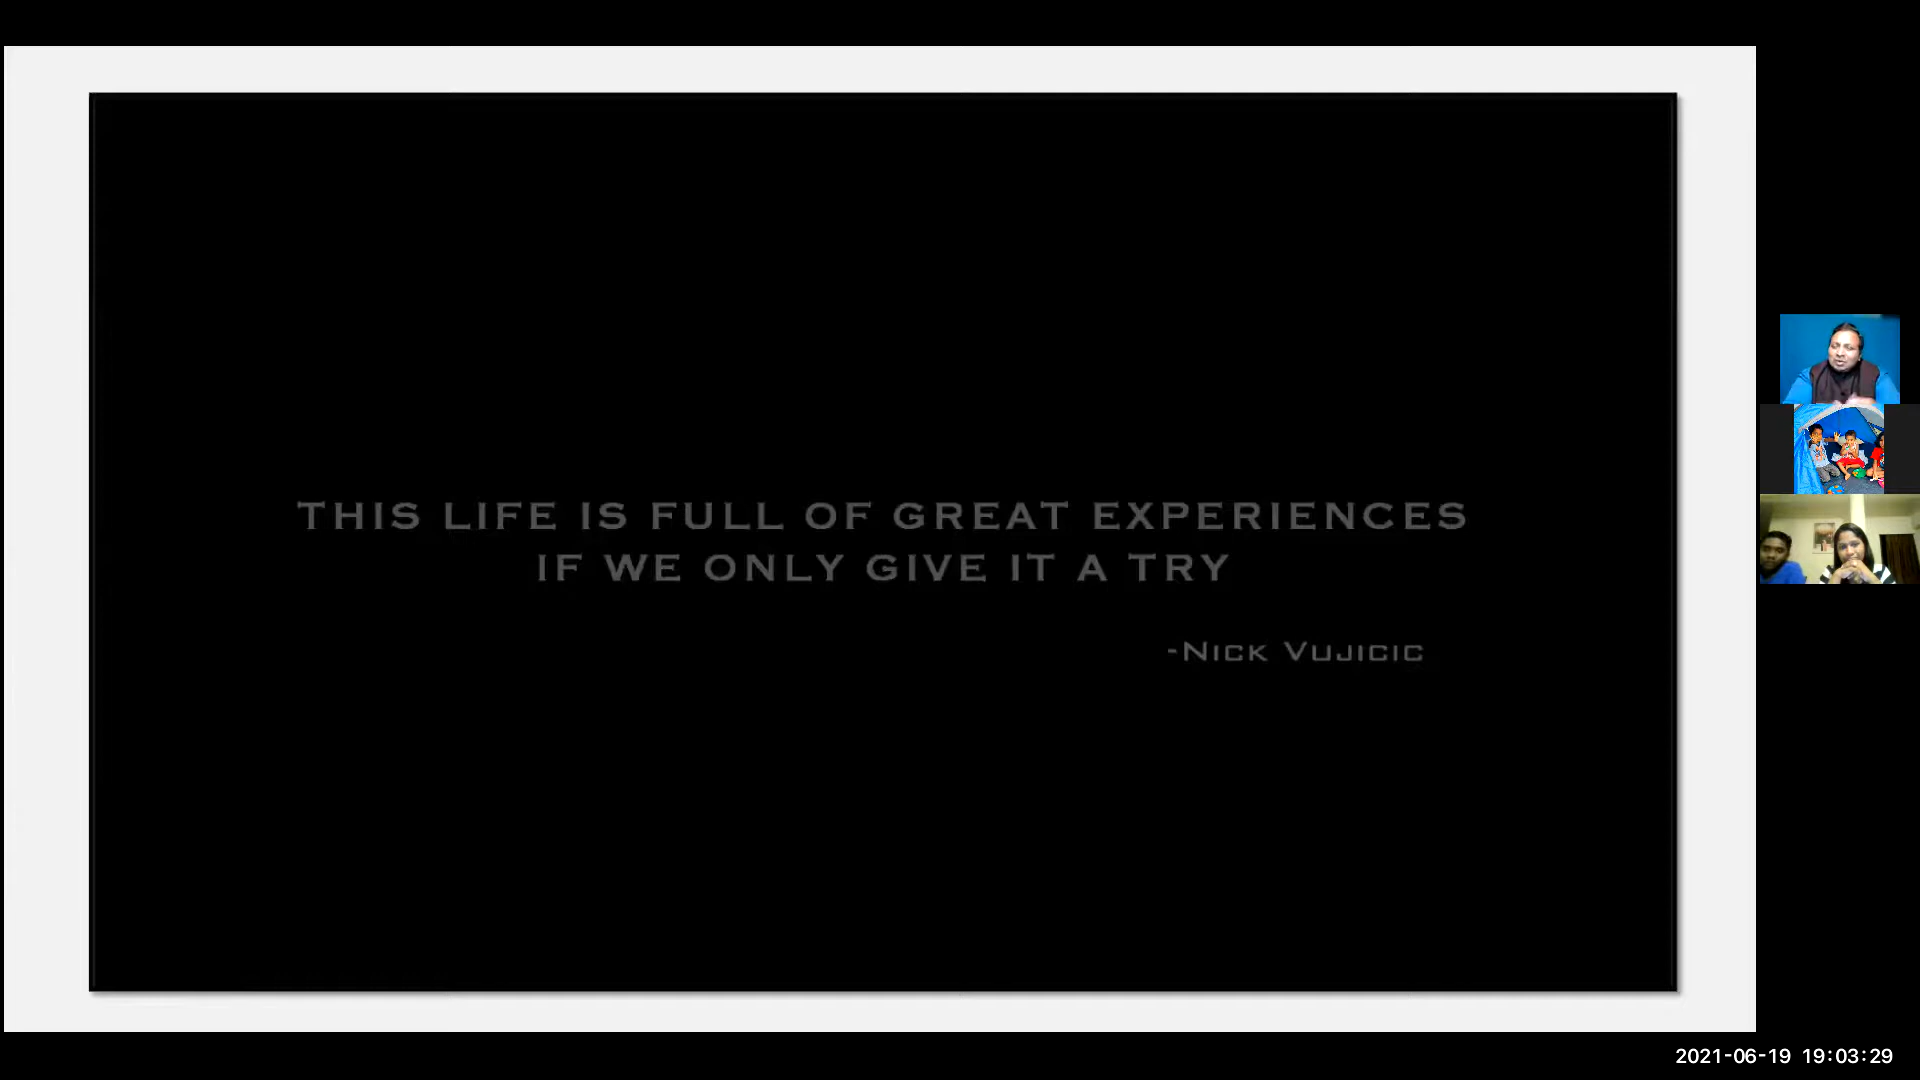 THIS LIFE IS FULL OF GREAT EXPERIENCES
IF WE ONLY GIVE IT A TRY
-NICK VUJICIC
2021-06-19 19:03:29